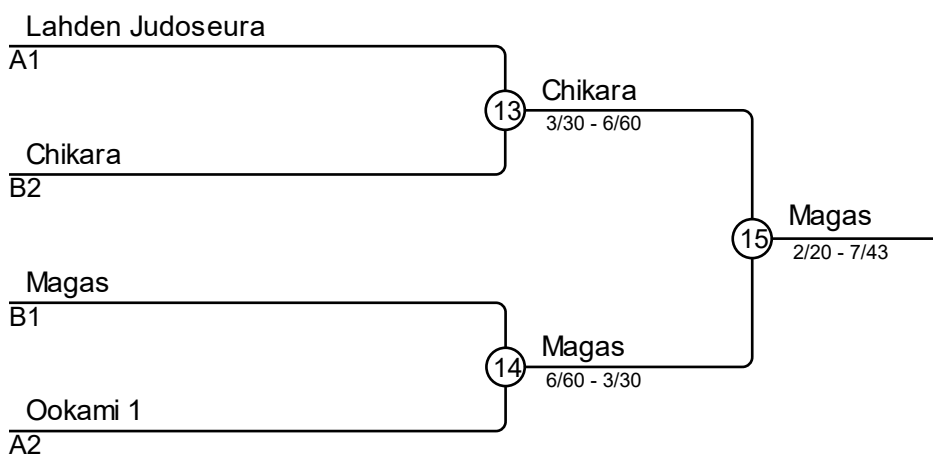 Lahden Judoseura
A1
13
Chikara
3/30 - 6/60
Chikara
B2
15
Magas
2/20 - 7/43
Magas
B1
14
Magas
6/60 - 3/30
Ookami 1
A2